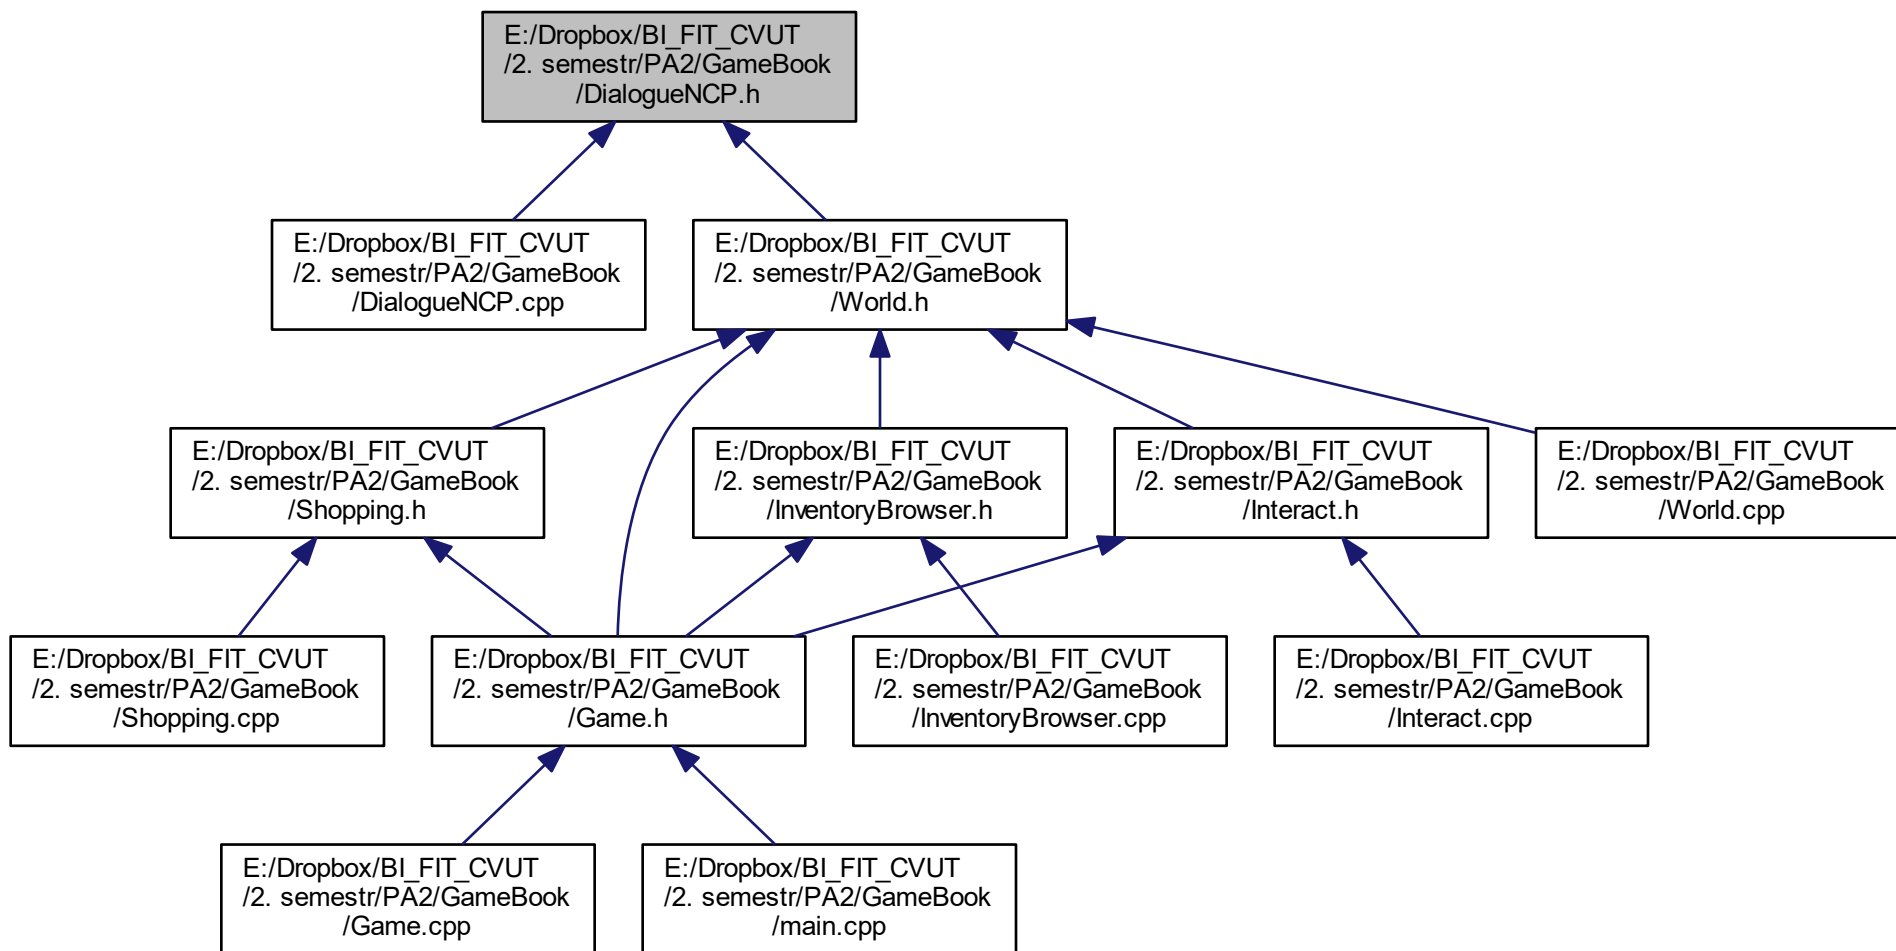 E:/Dropbox/BI_FIT_CVUT
/2. semestr/PA2/GameBook
/DialogueNCP.h
E:/Dropbox/BI_FIT_CVUT
/2. semestr/PA2/GameBook
/DialogueNCP.cpp
E:/Dropbox/BI_FIT_CVUT
/2. semestr/PA2/GameBook
/World.h
E:/Dropbox/BI_FIT_CVUT
/2. semestr/PA2/GameBook
/Shopping.h
E:/Dropbox/BI_FIT_CVUT
/2. semestr/PA2/GameBook
/InventoryBrowser.h
E:/Dropbox/BI_FIT_CVUT
/2. semestr/PA2/GameBook
/Interact.h
E:/Dropbox/BI_FIT_CVUT
/2. semestr/PA2/GameBook
/World.cpp
E:/Dropbox/BI_FIT_CVUT
/2. semestr/PA2/GameBook
/Shopping.cpp
E:/Dropbox/BI_FIT_CVUT
/2. semestr/PA2/GameBook
/Game.h
E:/Dropbox/BI_FIT_CVUT
/2. semestr/PA2/GameBook
/InventoryBrowser.cpp
E:/Dropbox/BI_FIT_CVUT
/2. semestr/PA2/GameBook
/Interact.cpp
E:/Dropbox/BI_FIT_CVUT
/2. semestr/PA2/GameBook
/Game.cpp
E:/Dropbox/BI_FIT_CVUT
/2. semestr/PA2/GameBook
/main.cpp